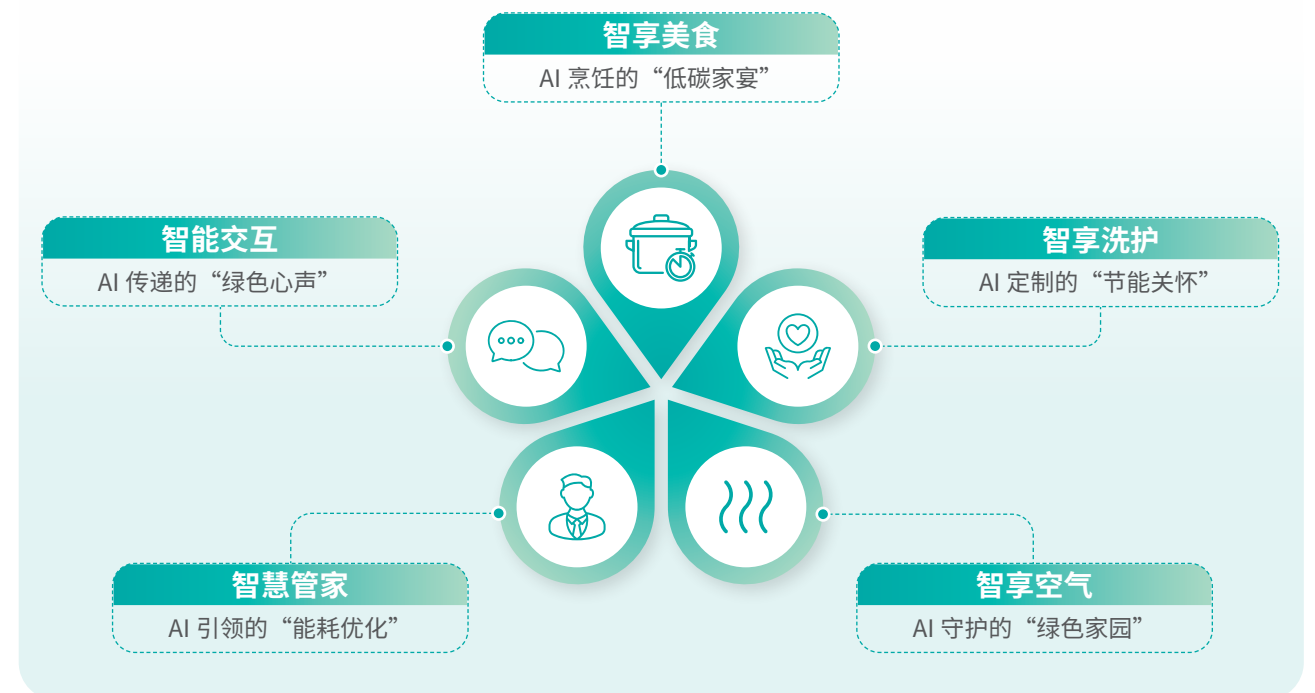 智享美食
AI 烹饪的“低碳家宴”
智能交互
AI 传递的“绿色心声”
智享洗护
AI 定制的“节能关怀”
智慧管家
AI 引领的“能耗优化”
智享空气
AI 守护的“绿色家园”